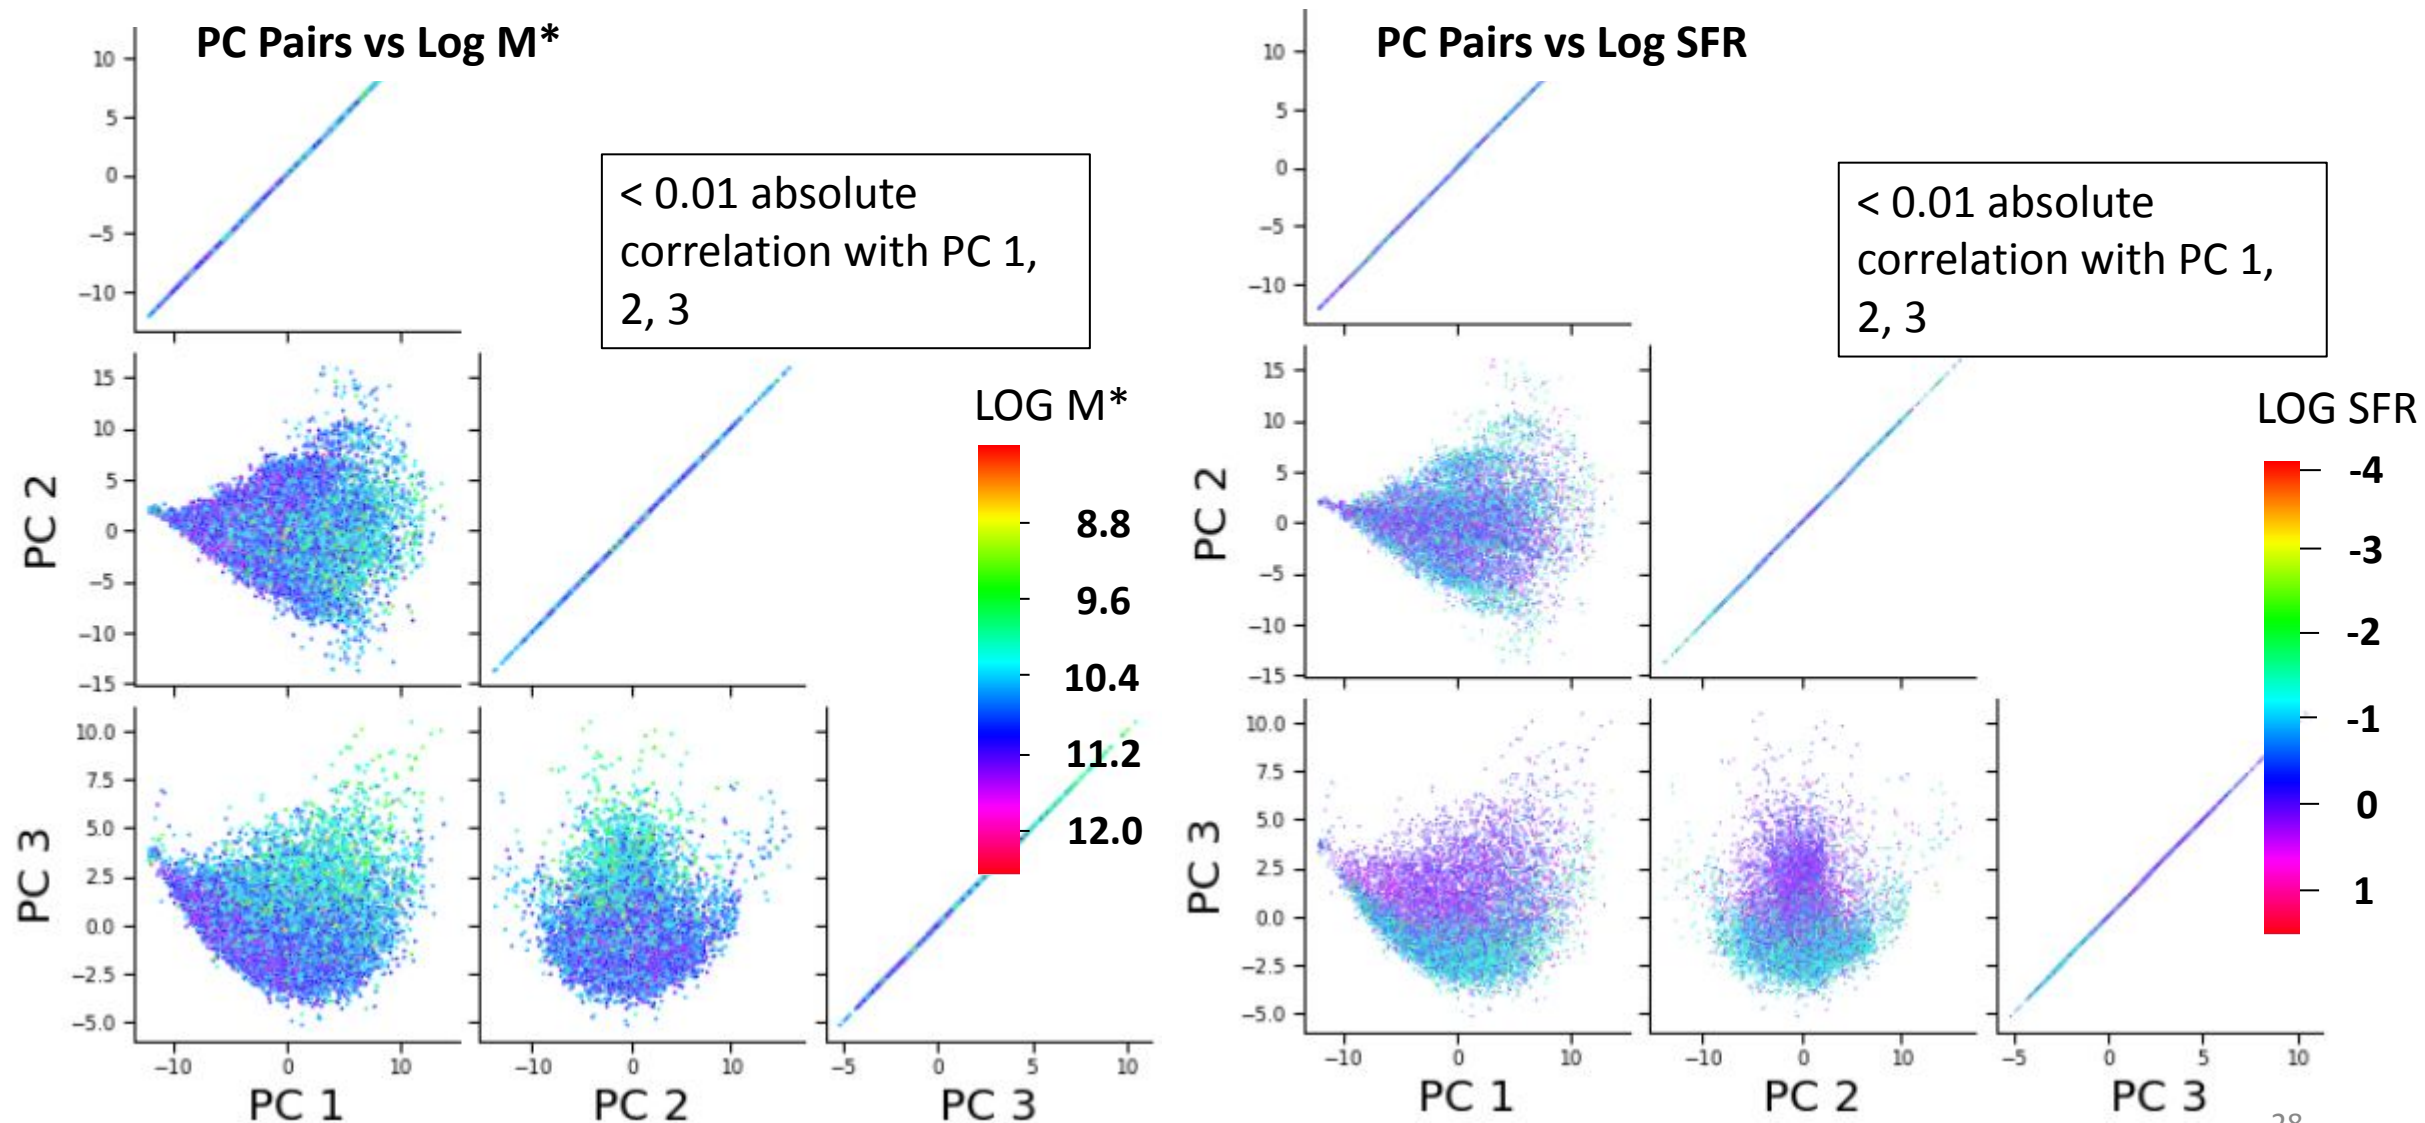 PC Pairs vs Log M*
10
5
0
−5
−10
−10 0 10
< 0.01 absolute
correlation with PC 1,
2, 3
PC 2
15
10
5
0
−5
−10
−15
LOG M*
8.8
9.6
10.4
11.2
12.0
PC 3
10.0
7.5
5.0
2.5
0.0
−2.5
−5.0
−10 0 10
−10 0 10
−5 0 5 10
PC 1
PC 2
PC 3
PC Pairs vs Log SFR
10
5
0
−5
−10
< 0.01 absolute
correlation with PC 1,
2, 3
PC 2
15
10
5
0
−5
−10
−15
LOG SFR
-4
-3
-2
-1
0
1
PC 3
10.0
7.5
5.0
2.5
0.0
−2.5
−5.0
−10 0 10
−10 0 10
−5 0 5 10
PC 1
PC 2
PC 3